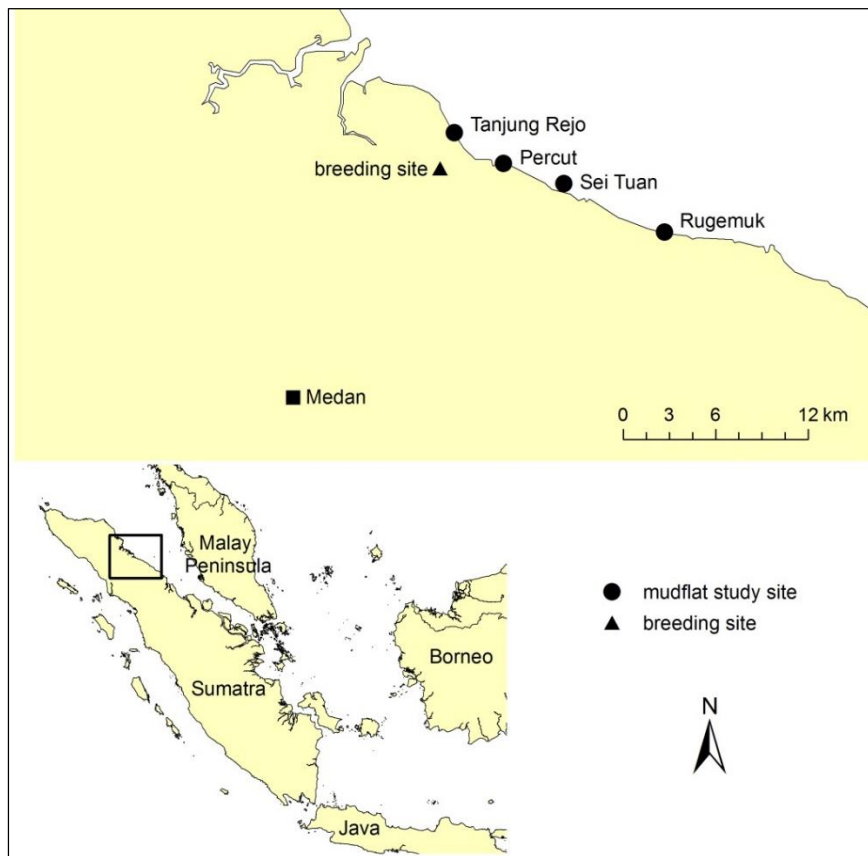 Tanjung Rejo
Percut
breeding site
Sei Tuan
Rugemuk
Medan
0 3 6 12 km
Malay
Peninsula
mudflat study site
breeding site
Borneo
Sumatra
N
Java